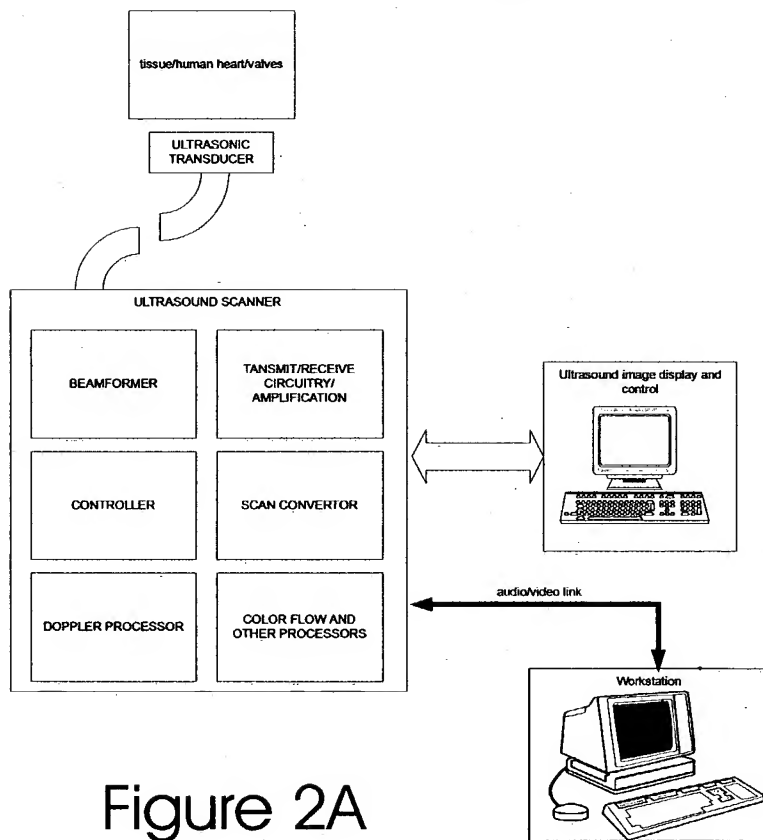 tissue/human heart/valves
ULTRASONIC
TRANSDUCER
ULTRASOUND SCANNER
BEAMFORMER
TANSMIT/RECEIVE
CIRCUITRY/
AMPLIFICATION
CONTROLLER
SCAN CONVERTOR
DOPPLER PROCESSOR
COLOR FLOW AND
OTHER PROCESSORS
Ultrasound image display and
control
audio/video link
Workstation
Figure 2A